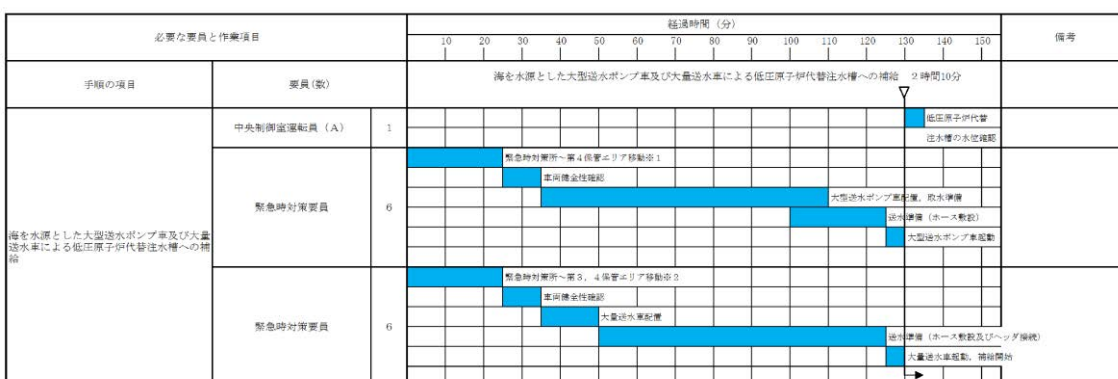 必要な要員と作業項目
経過時間（分）
備考
10 20 30 40 50 60 70 80 90 100 110 120 130 140 150
手順の項目
要員(数)
海を水源とした大型送水ポンプ車及び大量送水車による低圧原子炉代替注水槽への補給　2時間10分
海を水源とした大型送水ポンプ車及び大量
送水車による低圧原子炉代替注水槽への補
給
中央制御室運転員（A）
1
低圧原子炉代替
注水槽の水位確認
緊急時対策要員
6
緊急時対策所～第4保管エリア移動※1
車両健全性確認
大型送水ポンプ車配置，取水準備
送水準備（ホース敷設）
大型送水ポンプ車起動
緊急時対策要員
6
緊急時対策所～第3，4保管エリア移動※2
車両健全性確認
大量送水車配置
送水準備（ホース敷設及びヘッダ接続）
大量送水車起動，補給開始